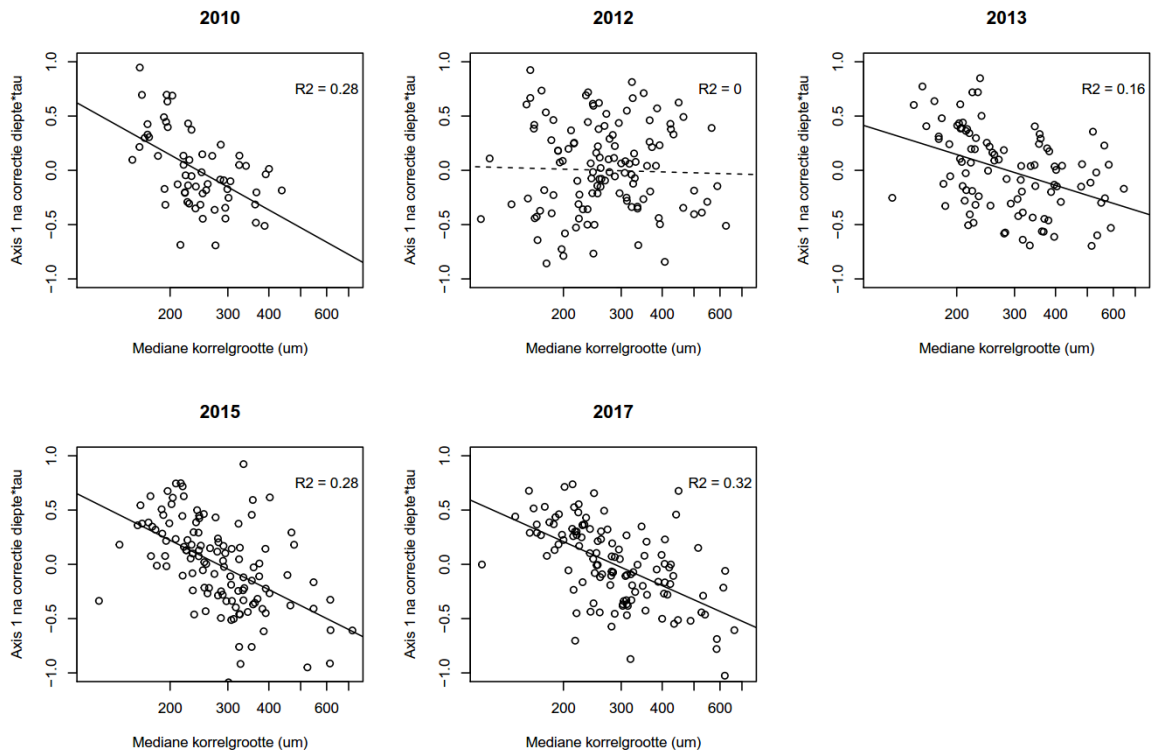 2010
Axis 1 na correctie diepte*tau
1.0
0.5
0.0
−0.5
−1.0
R2 = 0.28
200 300 400 600
Mediane korrelgrootte (um)
2012
Axis 1 na correctie diepte*tau
1.0
0.5
0.0
−0.5
−1.0
R2 = 0
200 300 400 600
Mediane korrelgrootte (um)
2013
Axis 1 na correctie diepte*tau
1.0
0.5
0.0
−0.5
−1.0
R2 = 0.16
200 300 400 600
Mediane korrelgrootte (um)
2015
Axis 1 na correctie diepte*tau
1.0
0.5
0.0
−0.5
−1.0
R2 = 0.28
200 300 400 600
Mediane korrelgrootte (um)
2017
Axis 1 na correctie diepte*tau
1.0
0.5
0.0
−0.5
−1.0
R2 = 0.32
200 300 400 600
Mediane korrelgrootte (um)